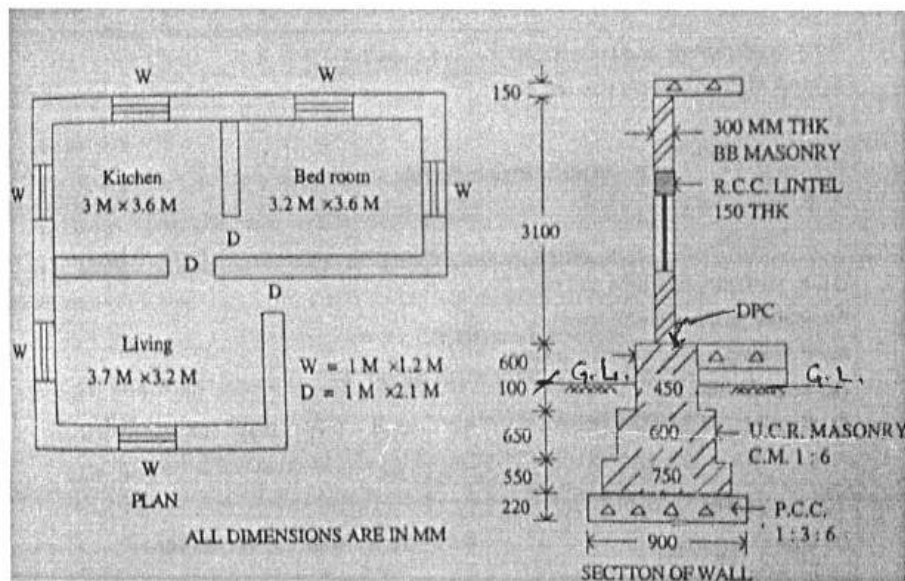 W
W
W
Kitchen
3 M × 3.6 M
Bed room
3.2 M × 3.6 M
W
D
D
D
W
Living
3.7 M × 3.2 M
W = 1 M × 1.2 M
D = 1 M × 2.1 M
W
PLAN
ALL DIMENSIONS ARE IN MM
150
300 MM THK
BB MASONRY
R.C.C. LINTEL
150 THK
3100
DPC
600
G.L.
G.L.
100
450
650
600
U.C.R. MASONRY
C.M. 1 : 6
550
750
220
P.C.C.
1 : 3 : 6
900
SECTTON OF WALL